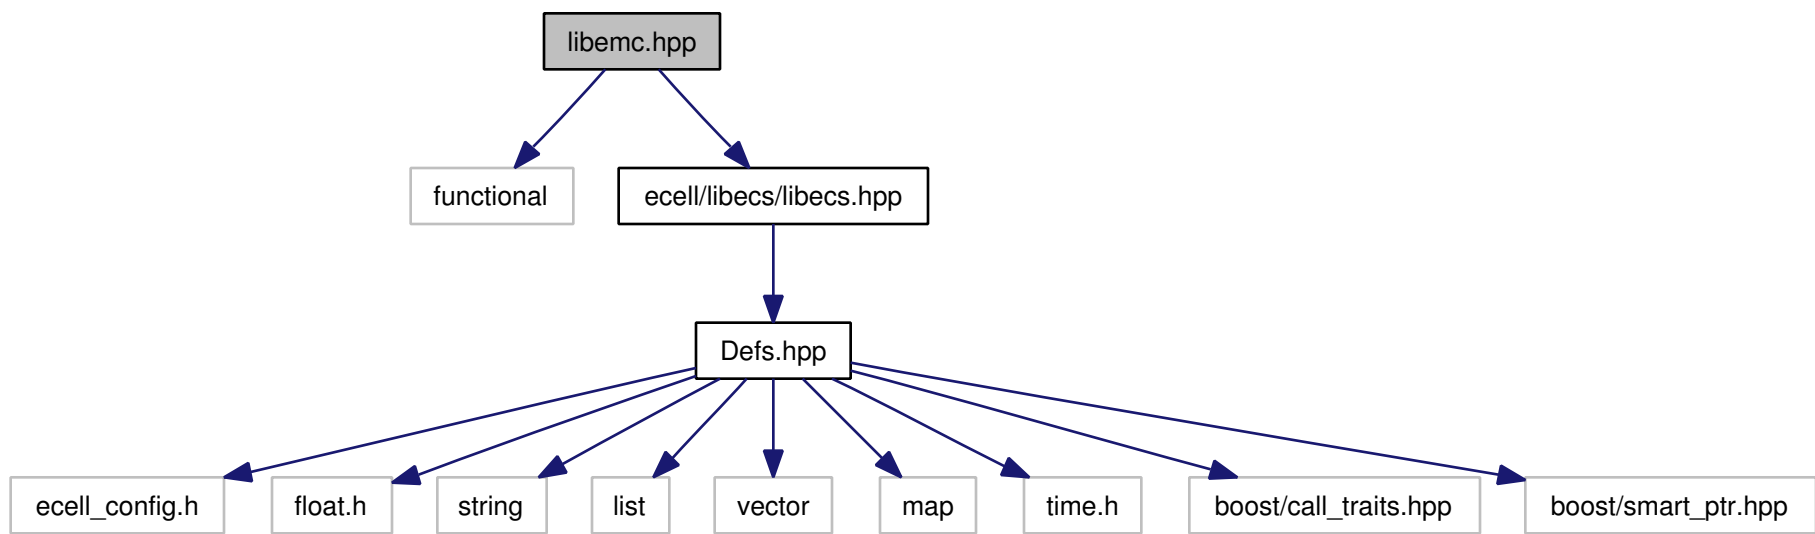 libemc.hpp
functional
ecell/libecs/libecs.hpp
Defs.hpp
ecell_config.h
float.h
string
list
vector
map
time.h
boost/call_traits.hpp
boost/smart_ptr.hpp